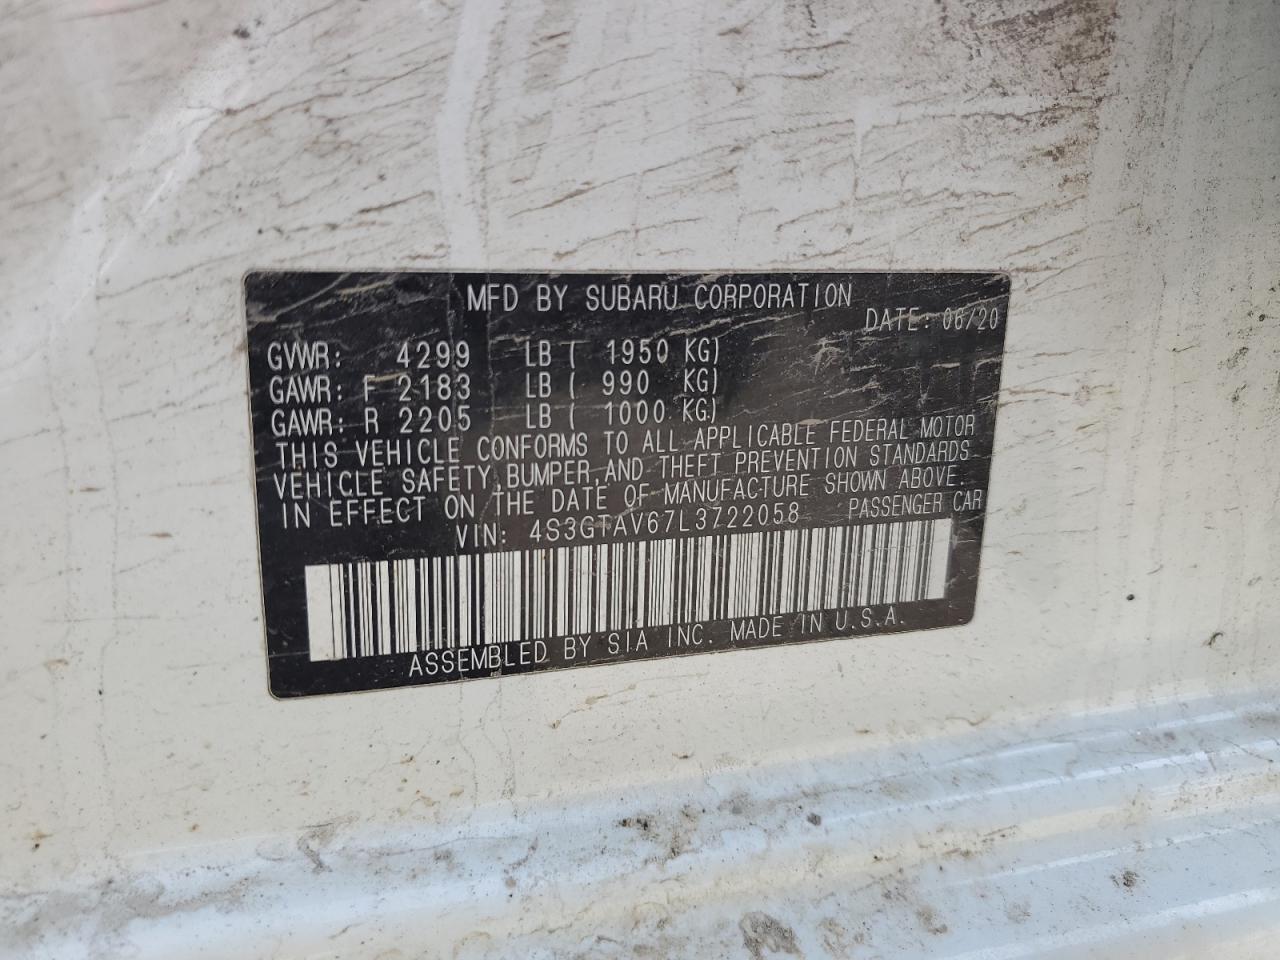 MFD BY SUBARU CORPORATION
DATE: 06/20
GVWR: 4299 LB ( 1950 KG)
GAWR: F 2183 LB ( 990 KG)
GAWR: R 2205 LB ( 1000 KG)
THIS VEHICLE CONFORMS TO ALL APPLICABLE FEDERAL MOTOR
VEHICLE SAFETY, BUMPER, AND THEFT PREVENTION STANDARDS
IN EFFECT ON THE DATE OF MANUFACTURE SHOWN ABOVE.
VIN: 4S3GTAV67L3722058 PASSENGER CAR
ASSEMBLED BY SIA INC. MADE IN U.S.A.